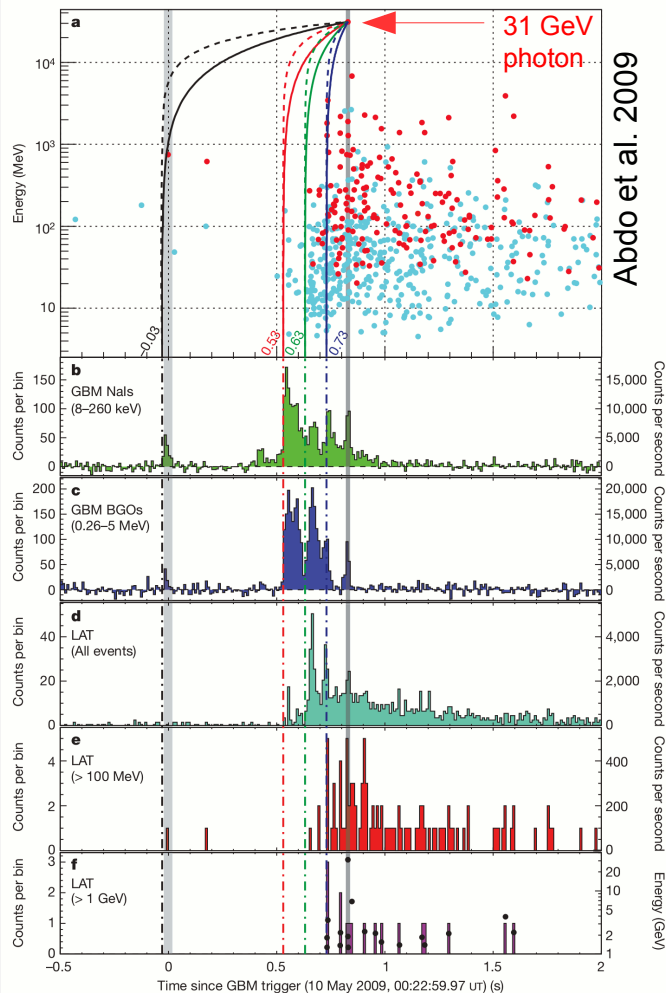 a
31 GeV
photon
Abdo et al. 2009
Energy (MeV)
10⁴
10³
10²
10
−0.03
0.53
0.63
0.73
b
GBM NaIs
(8–260 keV)
Counts per bin
150
100
50
0
15,000
10,000
5,000
0
Counts per second
c
GBM BGOs
(0.26–5 MeV)
Counts per bin
200
150
100
50
0
20,000
15,000
10,000
5,000
0
Counts per second
d
LAT
(All events)
Counts per bin
40
20
0
4,000
2,000
0
Counts per second
e
LAT
(> 100 MeV)
Counts per bin
4
2
0
400
200
0
Counts per second
f
LAT
(> 1 GeV)
Counts per bin
3
2
1
0
20
10
4
2
1
Energy (GeV)
−0.5 0 0.5 1 1.5 2
Time since GBM trigger (10 May 2009, 00:22:59.97 UT) (s)